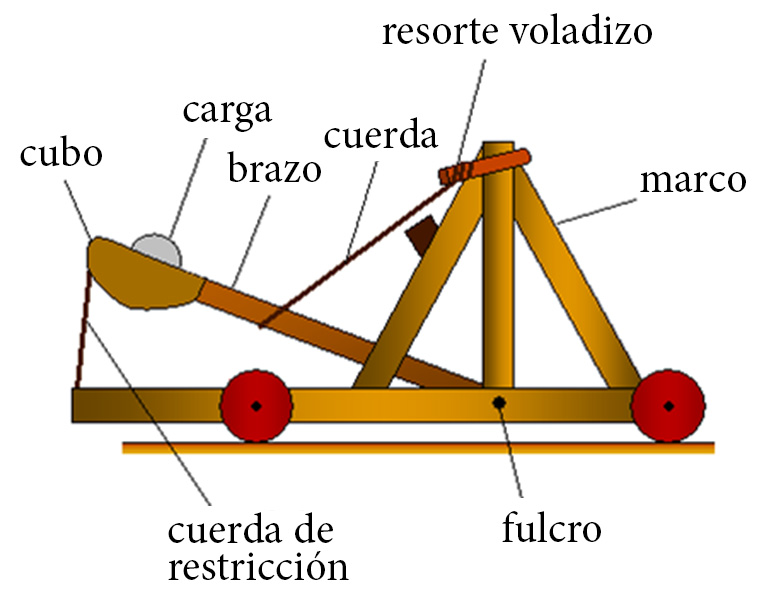 resorte voladizo
carga
cuerda
cubo
brazo
marco
cuerda de
restricción
fulcro